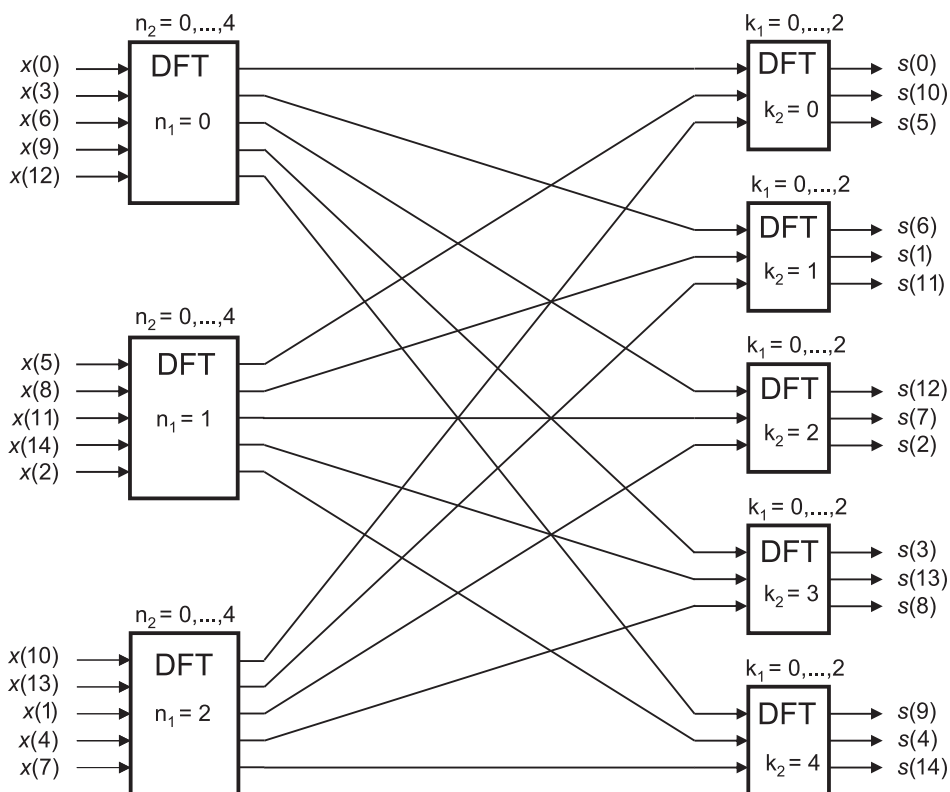 n₂ = 0,...,4
x(0)
x(3)
x(6)
x(9)
x(12)
DFT
n₁ = 0
n₂ = 0,...,4
x(5)
x(8)
x(11)
x(14)
x(2)
DFT
n₁ = 1
n₂ = 0,...,4
x(10)
x(13)
x(1)
x(4)
x(7)
DFT
n₁ = 2
k₁ = 0,...,2
DFT
k₂ = 0
s(0)
s(10)
s(5)
k₁ = 0,...,2
DFT
k₂ = 1
s(6)
s(1)
s(11)
k₁ = 0,...,2
DFT
k₂ = 2
s(12)
s(7)
s(2)
k₁ = 0,...,2
DFT
k₂ = 3
s(3)
s(13)
s(8)
k₁ = 0,...,2
DFT
k₂ = 4
s(9)
s(4)
s(14)